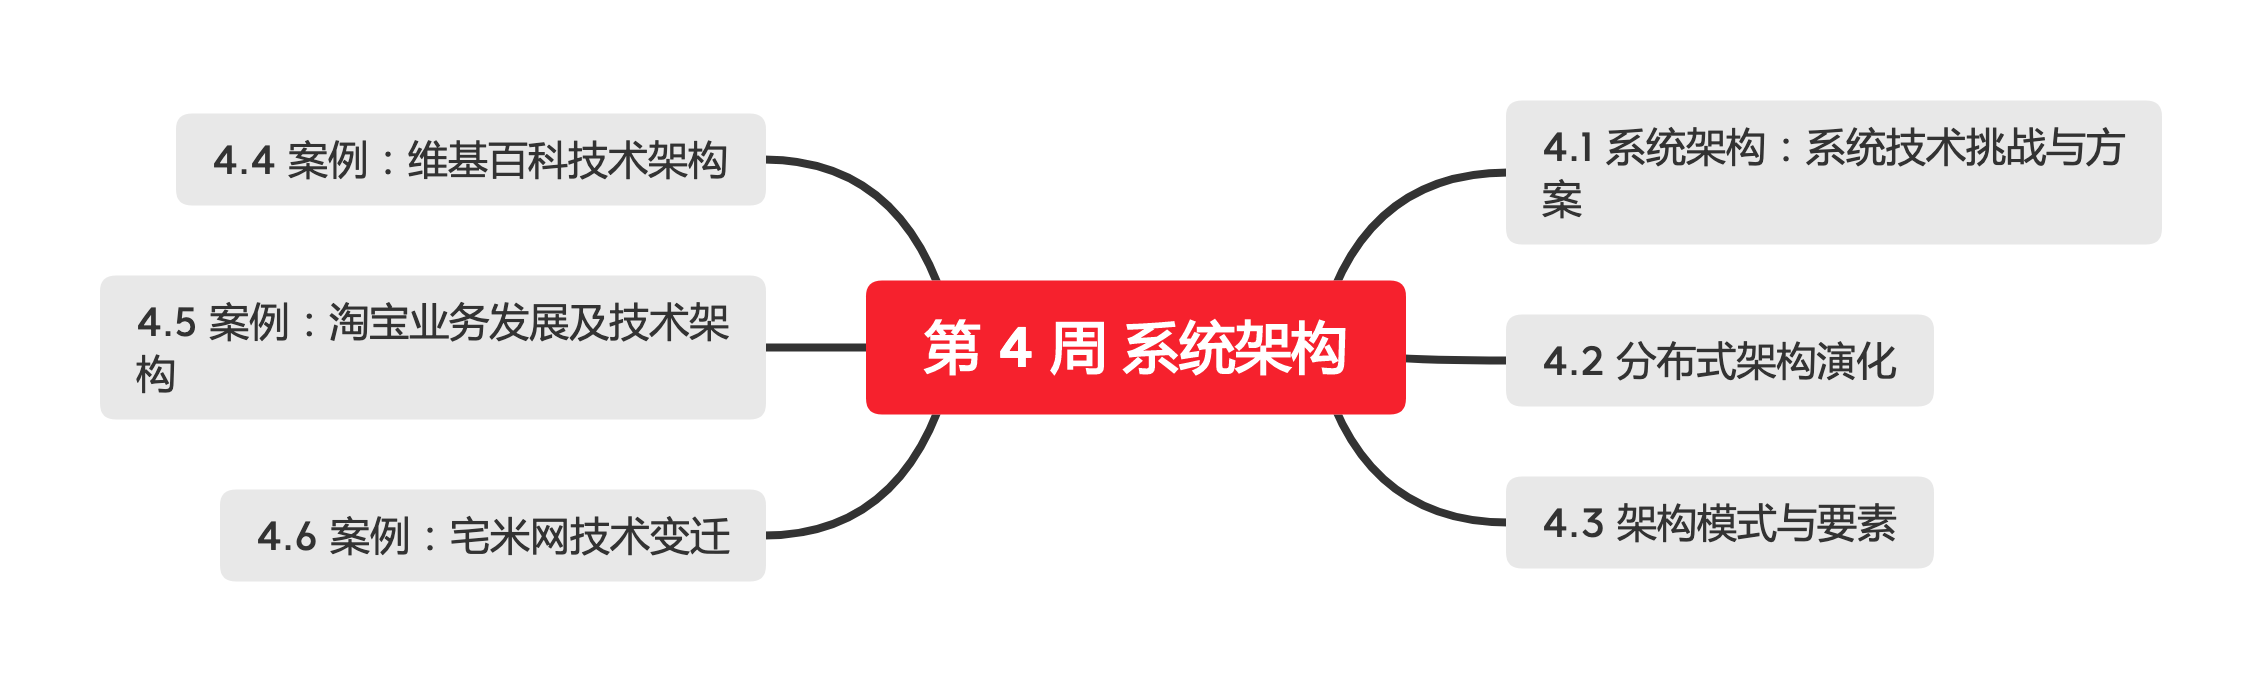 第 4 周 系统架构
4.1 系统架构：系统技术挑战与方
案
4.2 分布式架构演化
4.3 架构模式与要素
4.4 案例：维基百科技术架构
4.5 案例：淘宝业务发展及技术架
构
4.6 案例：宅米网技术变迁